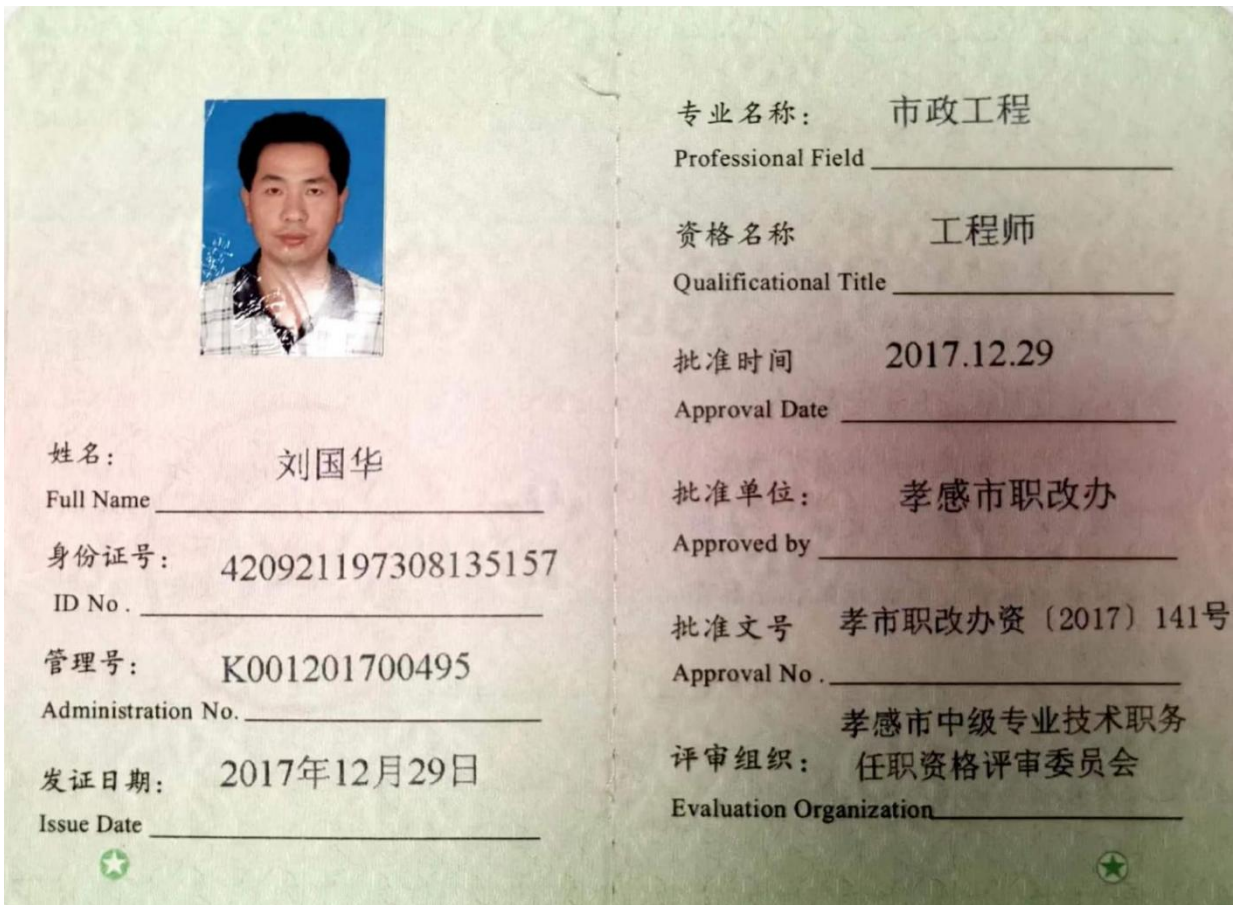 姓名： 刘国华
Full Name
身份证号： 420921197308135157
ID No .
管理号： K001201700495
Administration No.
发证日期： 2017年12月29日
Issue Date
专业名称： 市政工程
Professional Field
资格名称 工程师
Qualificational Title
批准时间 2017.12.29
Approval Date
批准单位： 孝感市职改办
Approved by
批准文号 孝市职改办资〔2017〕141号
Approval No .
孝感市中级专业技术职务
评审组织： 任职资格评审委员会
Evaluation Organization